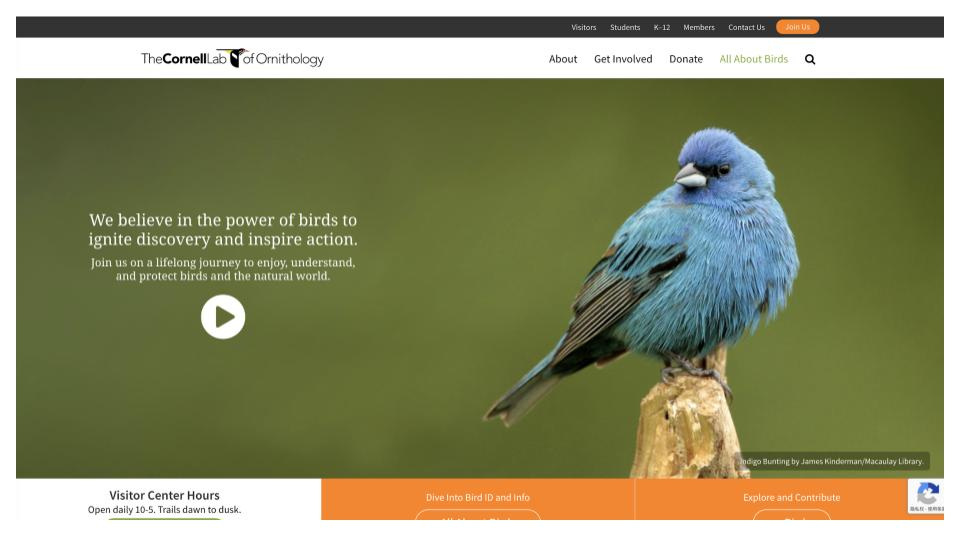 Visitors Students K–12 Members Contact Us Join Us
TheCornellLab of Ornithology
About Get Involved Donate All About Birds
We believe in the power of birds to
ignite discovery and inspire action.
Join us on a lifelong journey to enjoy, understand,
and protect birds and the natural world.
Indigo Bunting by James Kinderman/Macaulay Library.
Visitor Center Hours
Open daily 10-5. Trails dawn to dusk.
Dive Into Bird ID and Info
Explore and Contribute